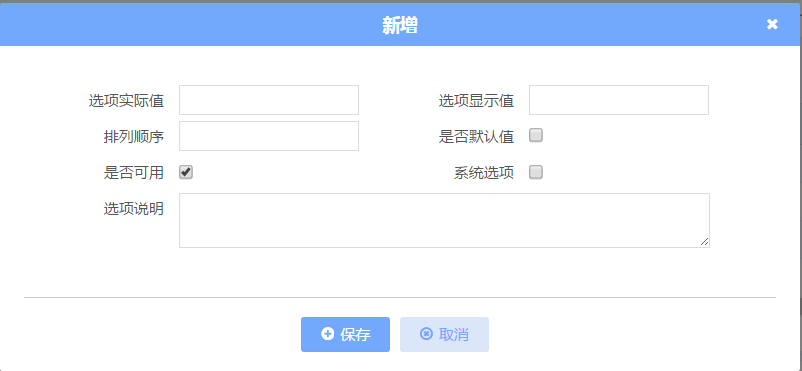 新增
选项实际值 选项显示值
排列顺序 是否默认值
是否可用 系统选项
选项说明
保存 取消